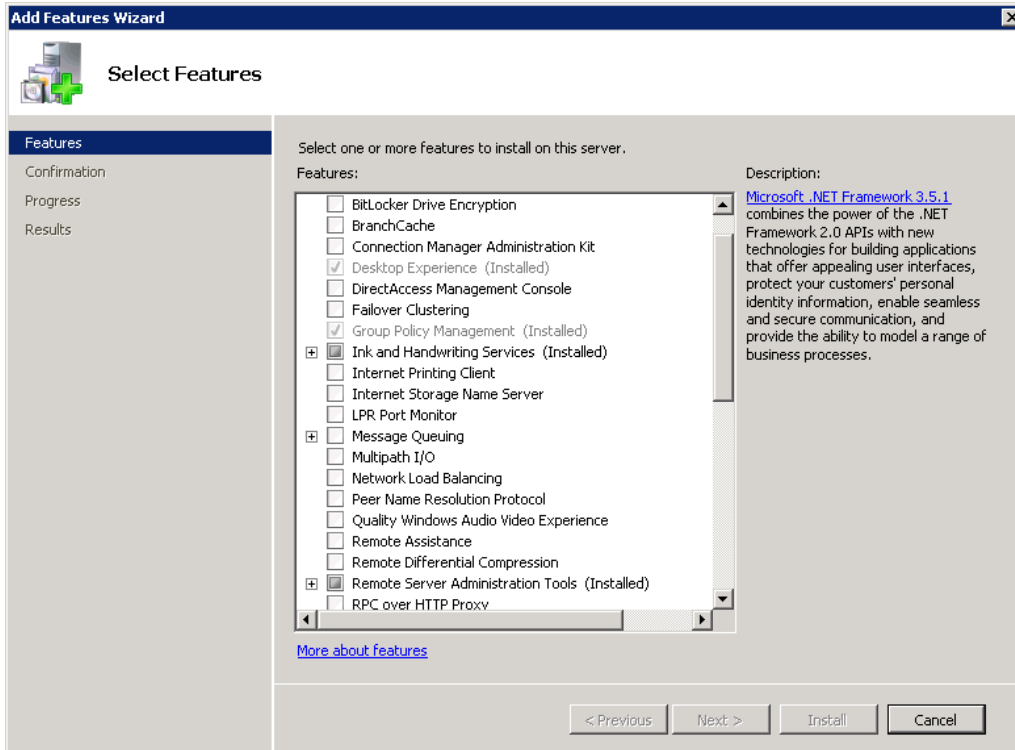 Add Features Wizard
Select Features
Features
Confirmation
Progress
Results
Select one or more features to install on this server.
Features:
BitLocker Drive Encryption
BranchCache
Connection Manager Administration Kit
Desktop Experience (Installed)
DirectAccess Management Console
Failover Clustering
Group Policy Management (Installed)
Ink and Handwriting Services (Installed)
Internet Printing Client
Internet Storage Name Server
LPR Port Monitor
Message Queuing
Multipath I/O
Network Load Balancing
Peer Name Resolution Protocol
Quality Windows Audio Video Experience
Remote Assistance
Remote Differential Compression
Remote Server Administration Tools (Installed)
RPC over HTTP Proxy
More about features
Description:
Microsoft .NET Framework 3.5.1
combines the power of the .NET
Framework 2.0 APIs with new
technologies for building applications
that offer appealing user interfaces,
protect your customers' personal
identity information, enable seamless
and secure communication, and
provide the ability to model a range of
business processes.
< Previous
Next >
Install
Cancel